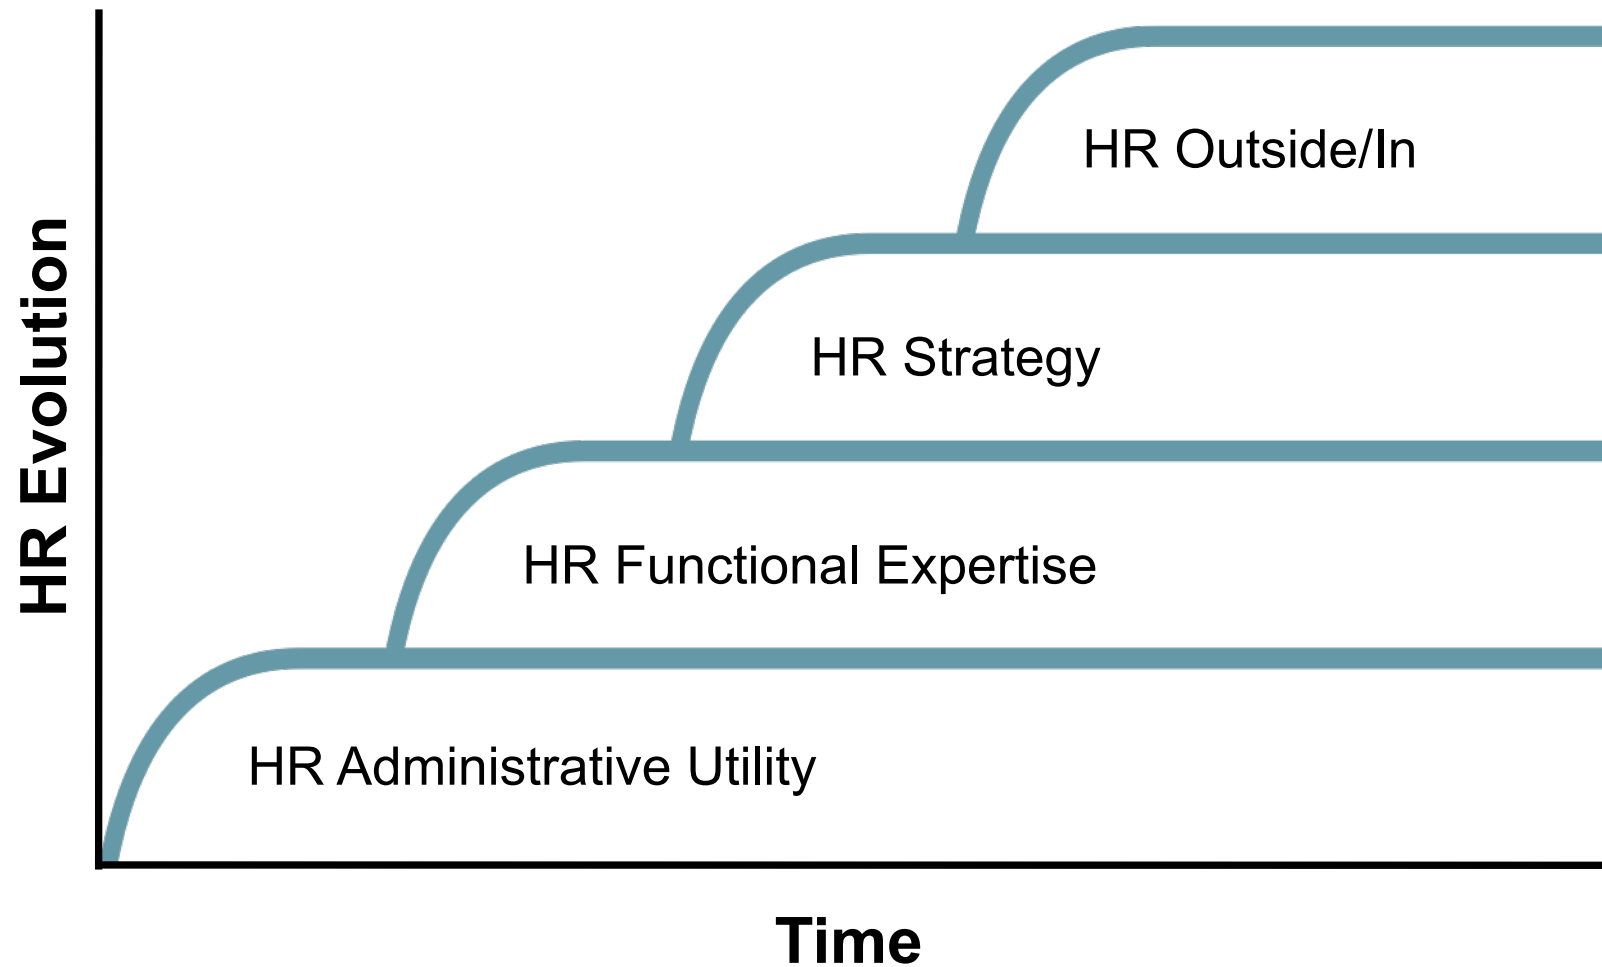 HR Outside/In
HR Strategy
HR Functional Expertise
HR Administrative Utility
HR Evolution
Time